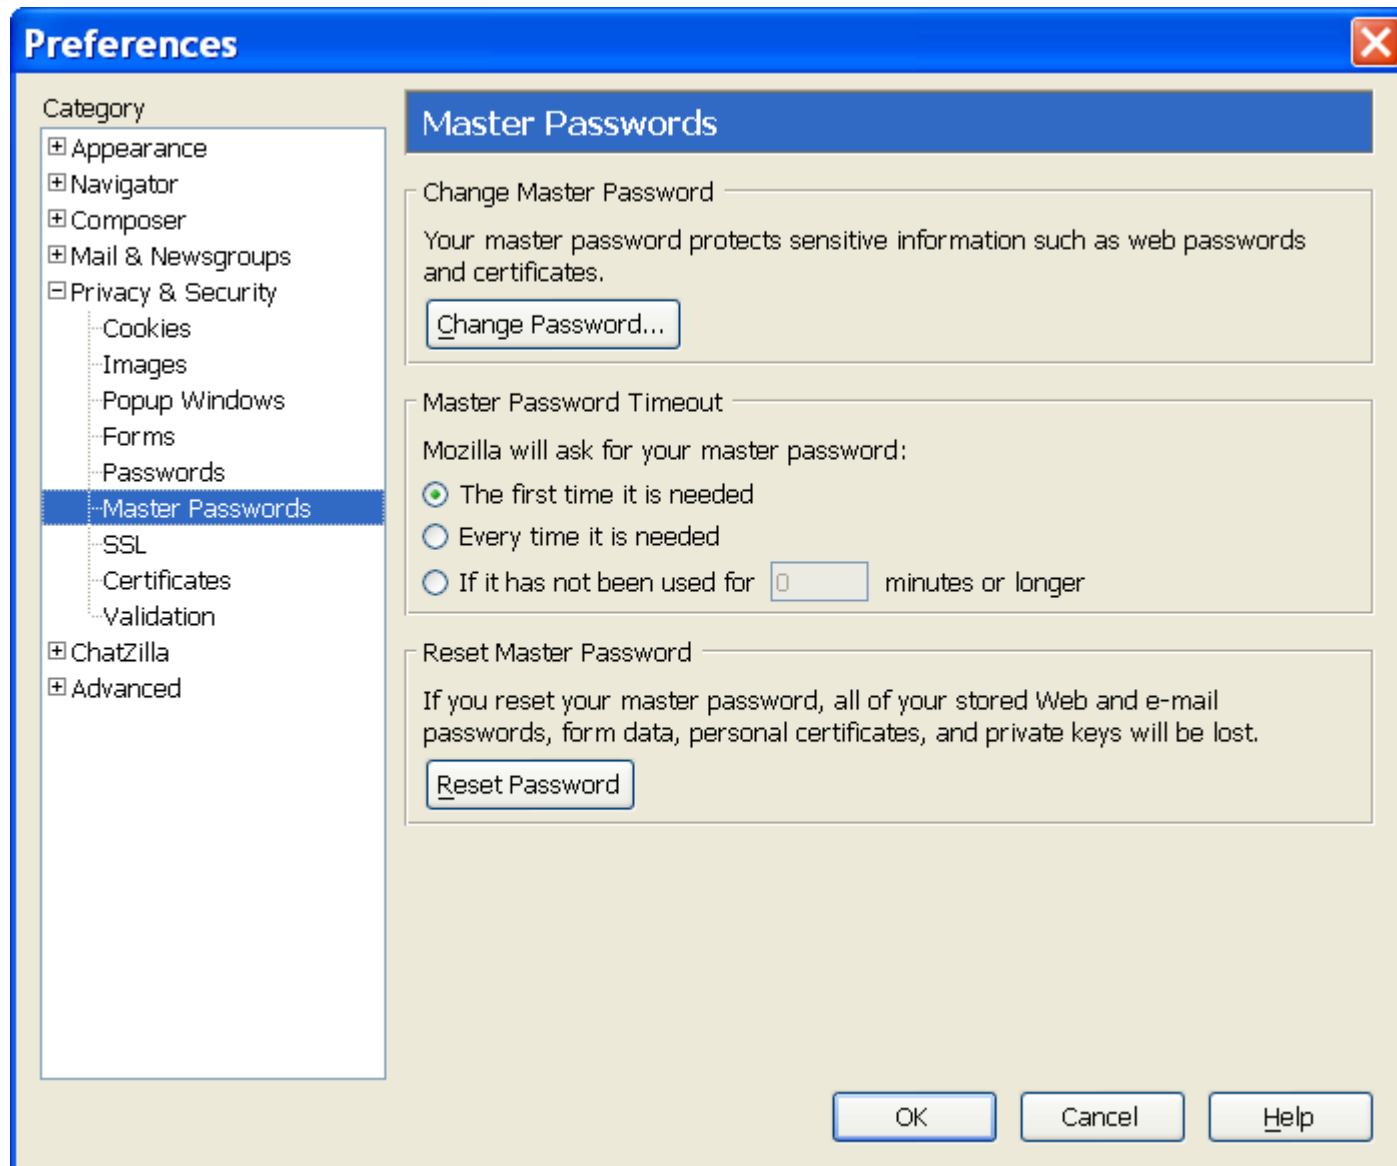 Preferences
Category
Appearance
Navigator
Composer
Mail & Newsgroups
Privacy & Security
Cookies
Images
Popup Windows
Forms
Passwords
Master Passwords
SSL
Certificates
Validation
ChatZilla
Advanced
Master Passwords
Change Master Password
Your master password protects sensitive information such as web passwords
and certificates.
Change Password...
Master Password Timeout
Mozilla will ask for your master password:
The first time it is needed
Every time it is needed
If it has not been used for 0 minutes or longer
Reset Master Password
If you reset your master password, all of your stored Web and e-mail
passwords, form data, personal certificates, and private keys will be lost.
Reset Password
OK Cancel Help